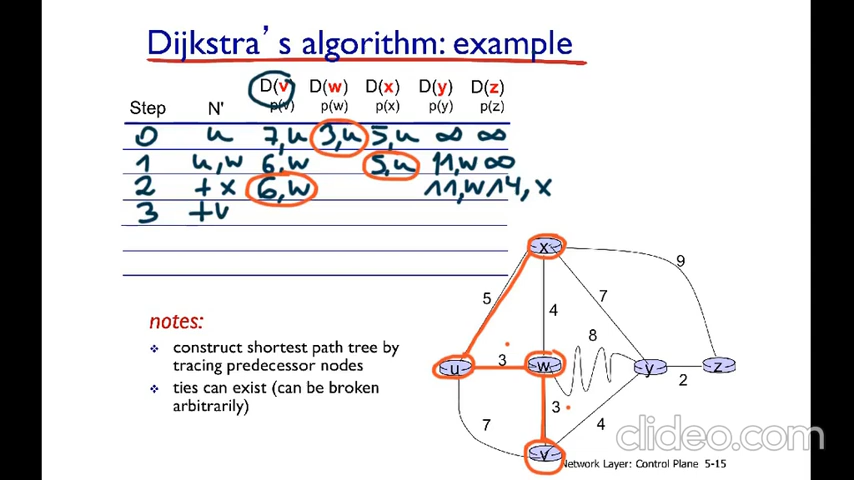 Dijkstra's algorithm: example
D(v) D(w) D(x) D(y) D(z)
Step N' p(v) p(w) p(x) p(y) p(z)
0 u 7,u 3,u 5,u ∞ ∞
1 u,w 6,w 5,u 11,w ∞
2 +x 6,w 11,w 14,x
3 +v
x
9
5
7
4
8
3
u
w
y
z
2
3
7
4
v
notes:
❖ construct shortest path tree by
tracing predecessor nodes
❖ ties can exist (can be broken
arbitrarily)
clideo.com
Network Layer: Control Plane 5-15